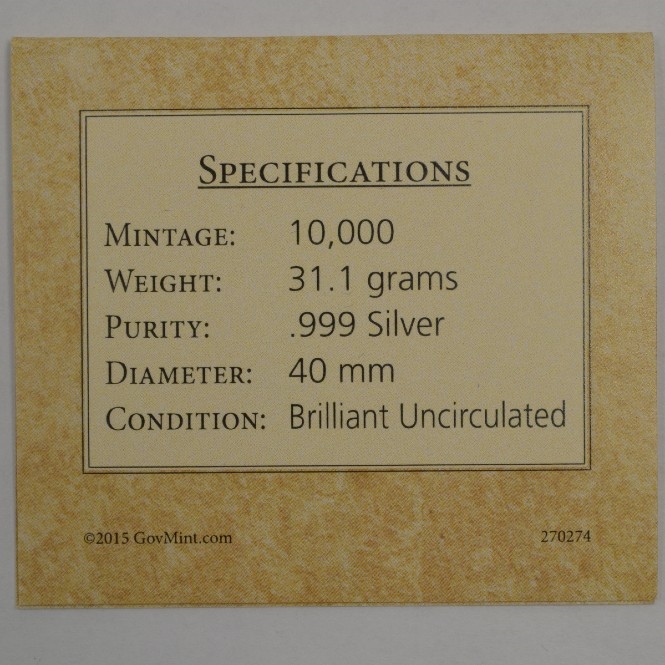 SPECIFICATIONS
MINTAGE: 10,000
WEIGHT: 31.1 grams
PURITY: .999 Silver
DIAMETER: 40 mm
CONDITION: Brilliant Uncirculated
©2015 GovMint.com 270274